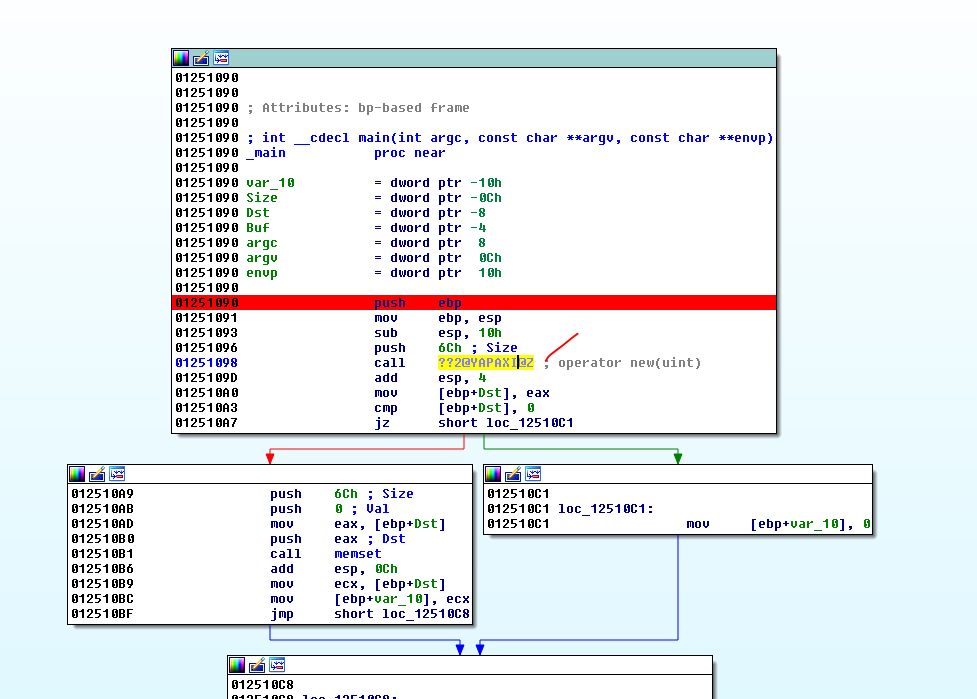 01251090
01251090
01251090 ; Attributes: bp-based frame
01251090
01251090 ; int __cdecl main(int argc, const char **argv, const char **envp)
01251090 _main proc near
01251090
01251090 var_10 = dword ptr -10h
01251090 Size = dword ptr -0Ch
01251090 Dst = dword ptr -8
01251090 Buf = dword ptr -4
01251090 argc = dword ptr 8
01251090 argv = dword ptr 0Ch
01251090 envp = dword ptr 10h
01251090
01251090 push ebp
01251091 mov ebp, esp
01251093 sub esp, 10h
01251096 push 6Ch ; Size
01251098 call ??2@YAPAXI@Z ; operator new(uint)
0125109D add esp, 4
012510A0 mov [ebp+Dst], eax
012510A3 cmp [ebp+Dst], 0
012510A7 jz short loc_12510C1
012510A9 push 6Ch ; Size
012510AB push 0 ; Val
012510AD mov eax, [ebp+Dst]
012510B0 push eax ; Dst
012510B1 call memset
012510B6 add esp, 0Ch
012510B9 mov ecx, [ebp+Dst]
012510BC mov [ebp+var_10], ecx
012510BF jmp short loc_12510C8
012510C1
012510C1 loc_12510C1:
012510C1 mov [ebp+var_10], 0
012510C8
012510C8 loc_12510C8: